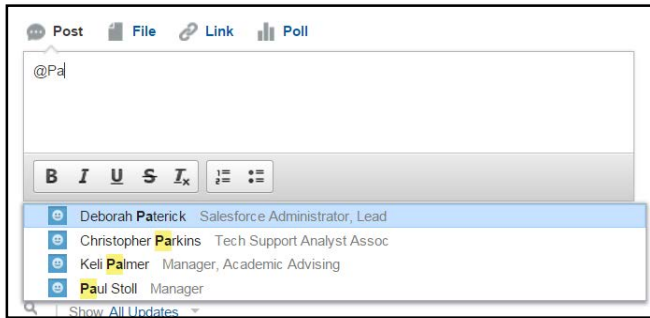 Post File Link Poll
@Pa
B I U S Tx
Deborah Paterick Salesforce Administrator, Lead
Christopher Parkins Tech Support Analyst Assoc
Keli Palmer Manager, Academic Advising
Paul Stoll Manager
Show All Updates